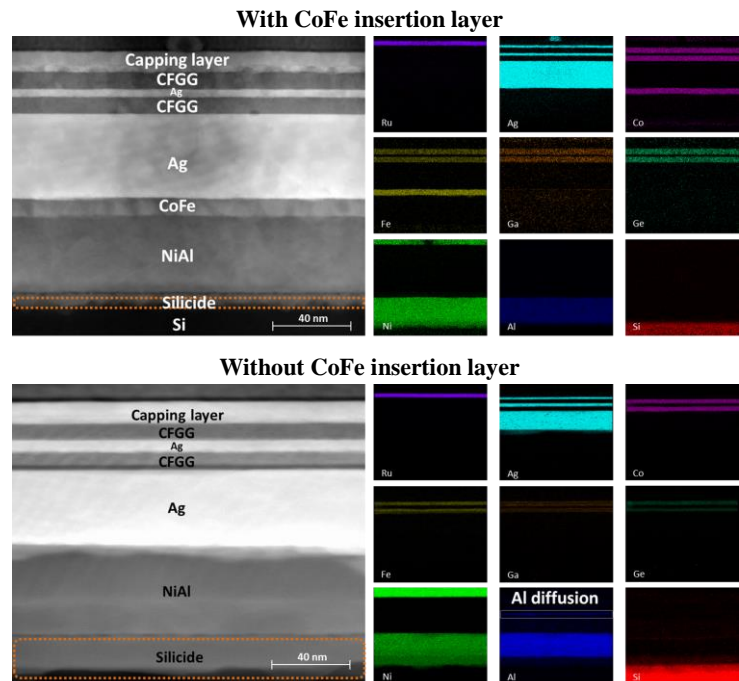 With CoFe insertion layer
Capping layer
CFGG
Ag
CFGG
Ag
CoFe
NiAl
Silicide
Si
40 nm
Ru
Ag
Co
Fe
Ga
Ge
Ni
Al
Si
Without CoFe insertion layer
Capping layer
CFGG
Ag
CFGG
Ag
NiAl
Silicide
40 nm
Ru
Ag
Co
Fe
Ga
Ge
Al diffusion
Ni
Al
Si